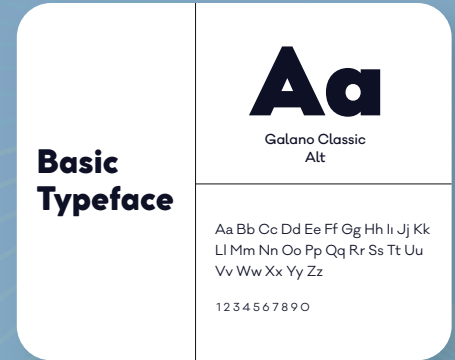 Basic
Typeface
Aa
Galano Classic
Alt
Aa Bb Cc Dd Ee Ff Gg Hh Iı Jj Kk
Ll Mm Nn Oo Pp Qq Rr Ss Tt Uu
Vv Ww Xx Yy Zz
1234567890